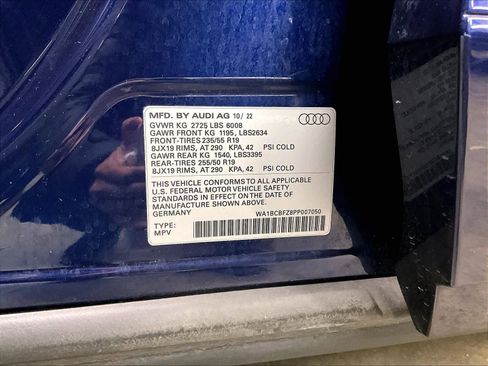 MFD. BY AUDI AG 10/ 22
GVWR KG 2725 LBS 6008
GAWR FRONT KG 1195, LBS2634
FRONT-TIRES 235/55 R19
8JX19 RIMS, AT 290 KPA, 42 PSI COLD
GAWR REAR KG 1540, LBS3395
REAR-TIRES 255/50 R19
8JX19 RIMS, AT 290 KPA, 42 PSI COLD
THIS VEHICLE CONFORMS TO ALL APPLICABLE
U.S. FEDERAL MOTOR VEHICLE SAFETY
STANDARDS IN EFFECT ON THE DATE OF
MANUFACTURE SHOWN ABOVE.
GERMANY WA1BCBFZ8PP007050
TYPE:
MPV